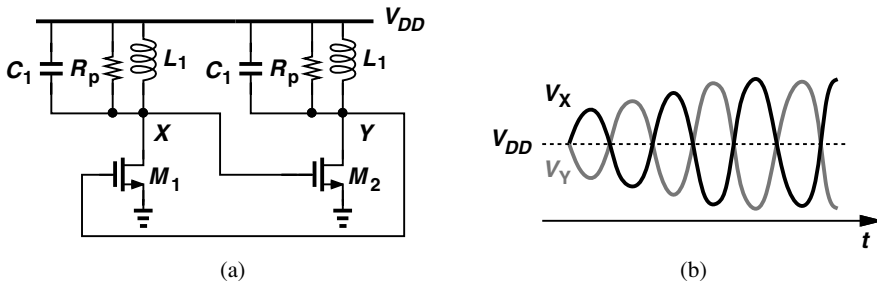 V_DD
C_1 R_p L_1 C_1 R_p L_1
X Y
M_1 M_2
(a)
V_X
V_DD
V_Y
t
(b)